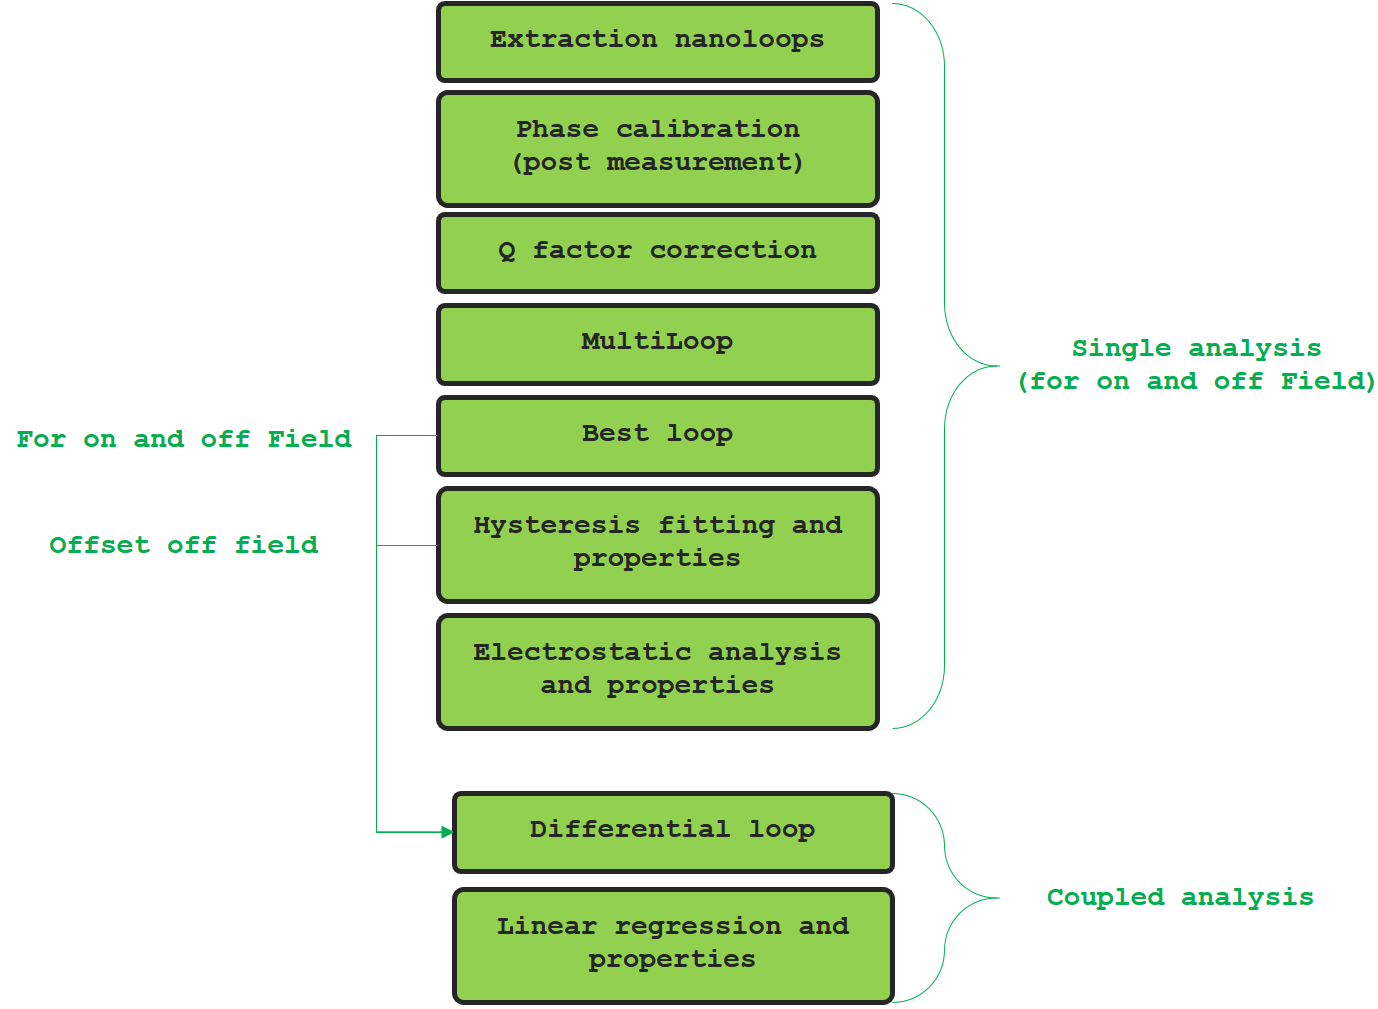 Extraction nanoloops
Phase calibration
(post measurement)
Q factor correction
MultiLoop
Single analysis
(for on and off Field)
Best loop
For on and off Field
Hysteresis fitting and
properties
Offset off field
Electrostatic analysis
and properties
Differential loop
Coupled analysis
Linear regression and
properties